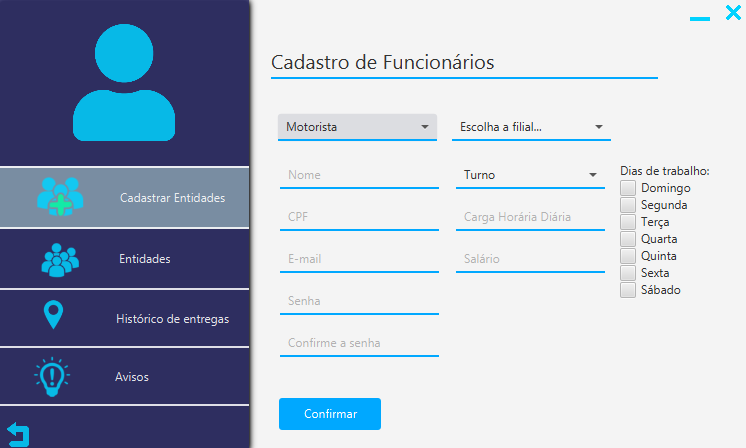 Cadastrar Entidades
Entidades
Histórico de entregas
Avisos
Cadastro de Funcionários
Motorista
Escolha a filial...
Nome
Turno
CPF
Carga Horária Diária
E-mail
Salário
Senha
Confirme a senha
Dias de trabalho:
Domingo
Segunda
Terça
Quarta
Quinta
Sexta
Sábado
Confirmar